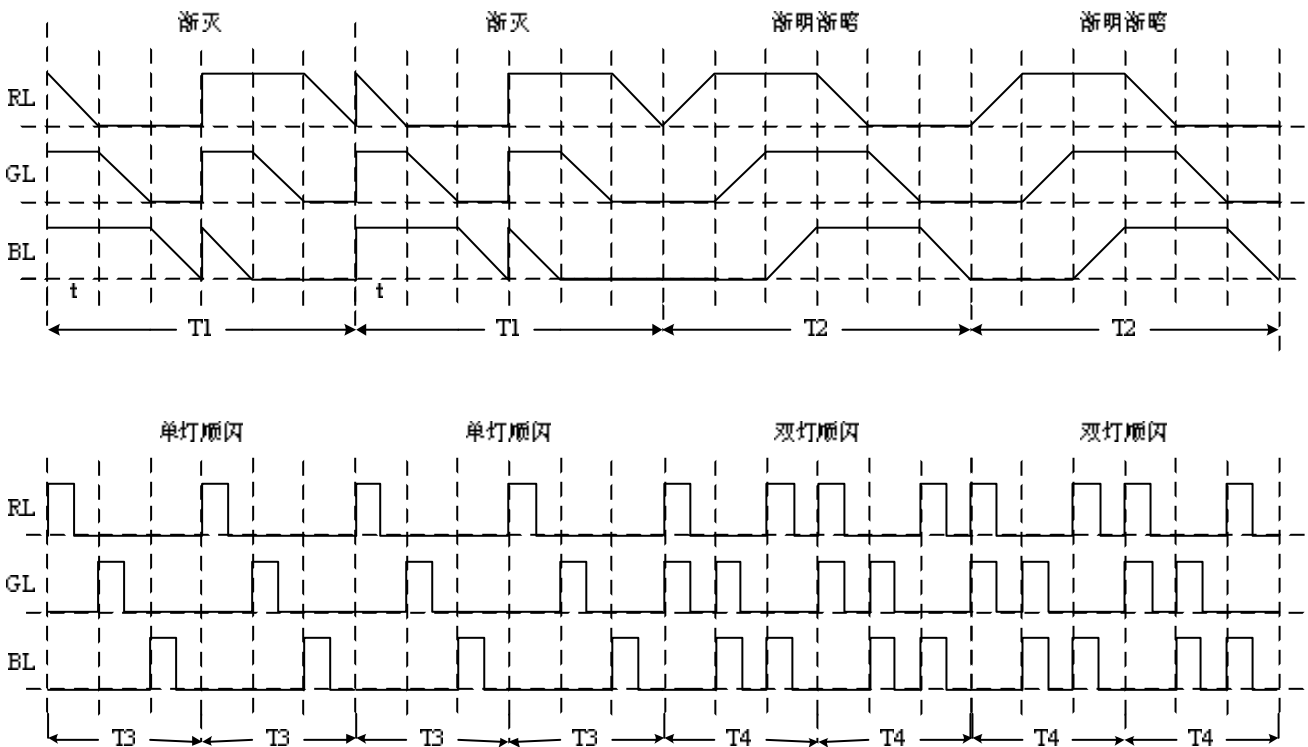 渐灭 渐灭 渐明渐暗 渐明渐暗
RL
GL
BL
t t
T1 T1 T2 T2
单灯顺闪 单灯顺闪 双灯顺闪 双灯顺闪
RL
GL
BL
T3 T3 T3 T3 T4 T4 T4 T4